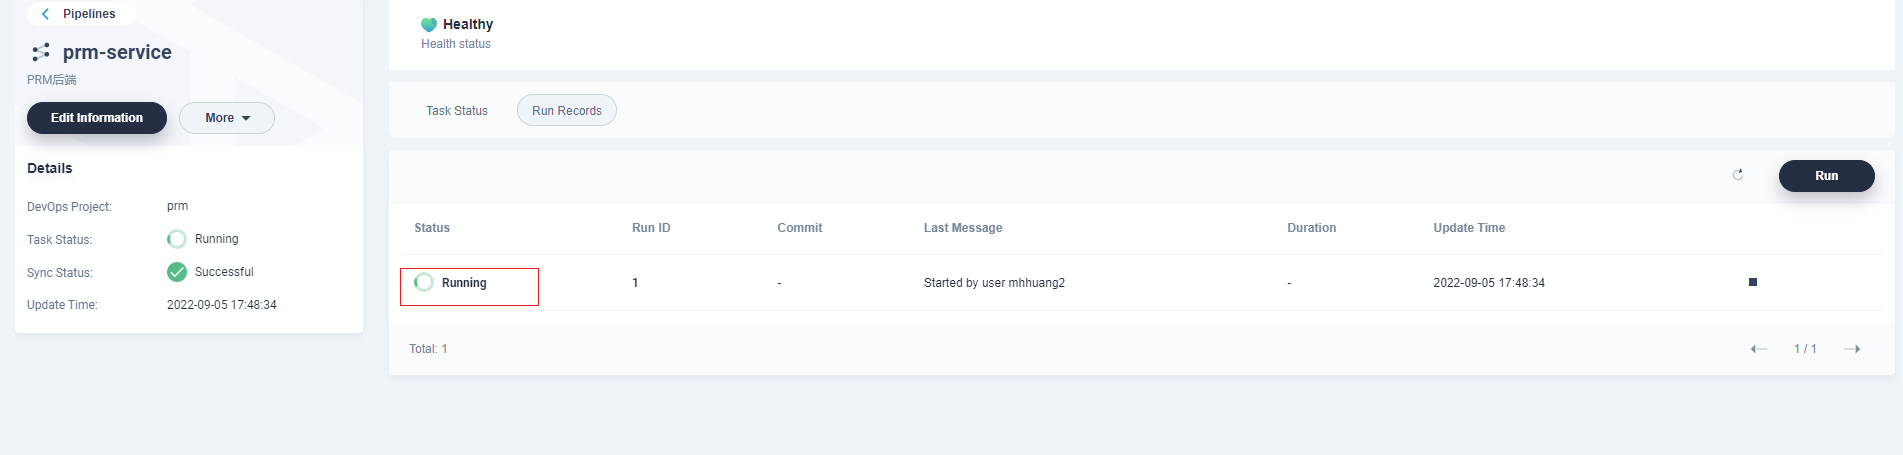 Pipelines
prm-service
PRM后端
Edit Information
More
Details
DevOps Project: prm
Task Status: Running
Sync Status: Successful
Update Time: 2022-09-05 17:48:34
Healthy
Health status
Task Status Run Records
Run
Status Run ID Commit Last Message Duration Update Time
Running 1 - Started by user mhhuang2 - 2022-09-05 17:48:34
Total: 1 1 / 1